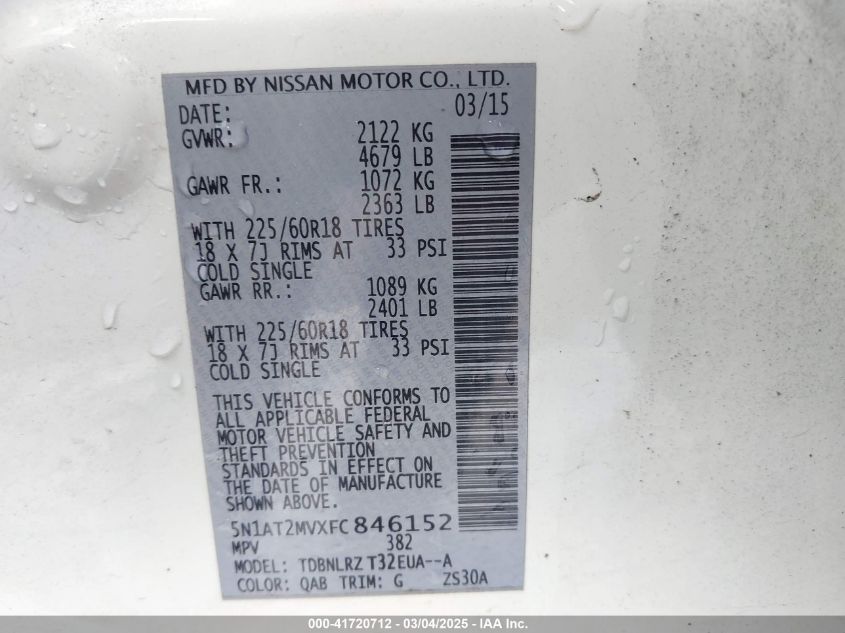 MFD BY NISSAN MOTOR CO., LTD.
DATE: 03/15
GVWR: 2122 KG
4679 LB
GAWR FR.: 1072 KG
2363 LB
WITH 225/60R18 TIRES
18 X 7J RIMS AT 33 PSI
COLD SINGLE
GAWR RR.: 1089 KG
2401 LB
WITH 225/60R18 TIRES
18 X 7J RIMS AT 33 PSI
COLD SINGLE
THIS VEHICLE CONFORMS TO
ALL APPLICABLE FEDERAL
MOTOR VEHICLE SAFETY AND
THEFT PREVENTION
STANDARDS IN EFFECT ON
THE DATE OF MANUFACTURE
SHOWN ABOVE.
5N1AT2MVXFC846152
MPV 382
MODEL: TDBNLRZ T32EUA--A
COLOR: QAB TRIM: G ZS30A
000-41720712 - 03/04/2025 - IAA Inc.